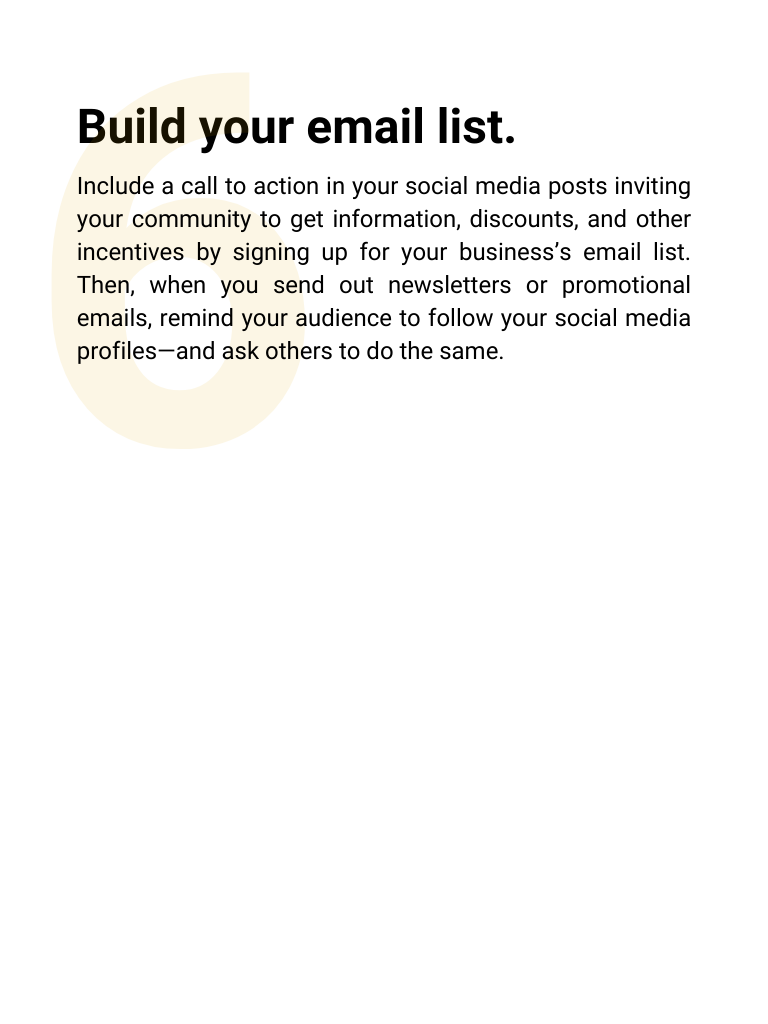 6
Build your email list.
Include a call to action in your social media posts inviting
your community to get information, discounts, and other
incentives by signing up for your business’s email list.
Then, when you send out newsletters or promotional
emails, remind your audience to follow your social media
profiles—and ask others to do the same.